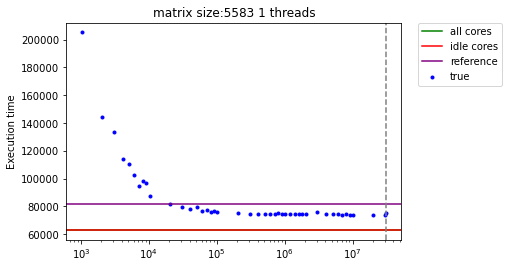 matrix size:5583 1 threads
Execution time
200000
180000
160000
140000
120000
100000
80000
60000
10³
10⁴
10⁵
10⁶
10⁷
all cores
idle cores
reference
true